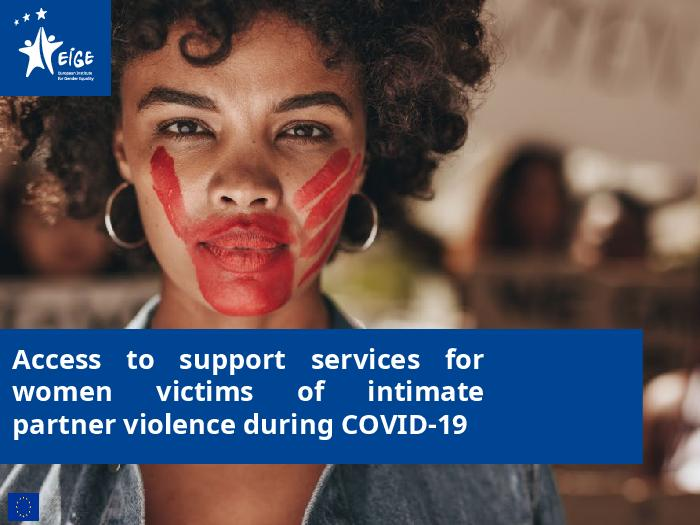 EIGE
European Institute
for Gender Equality
Access to support services for
women victims of intimate
partner violence during COVID-19